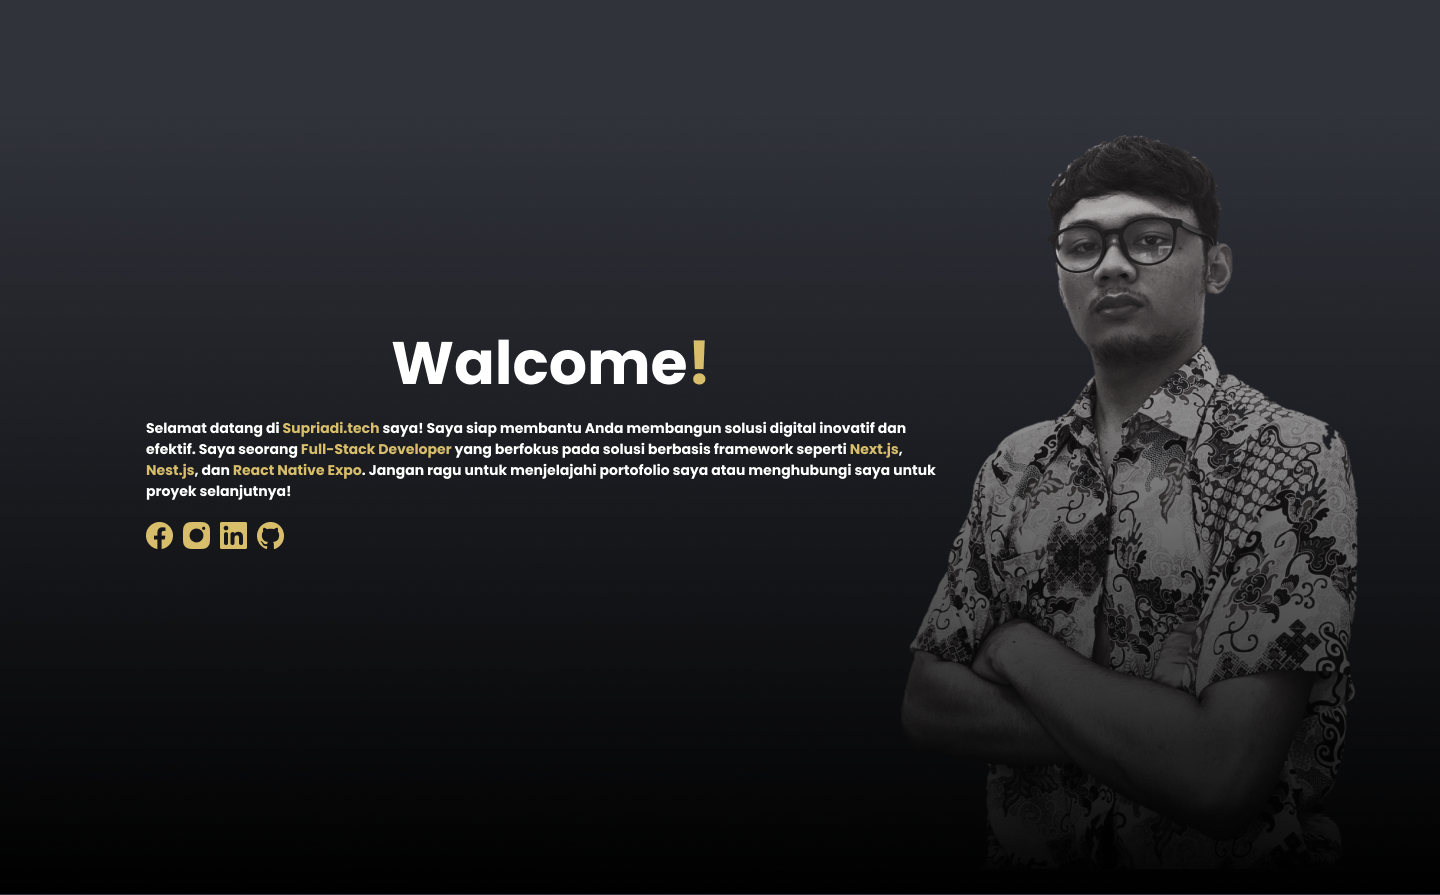 Walcome!
Selamat datang di Supriadi.tech saya! Saya siap membantu Anda membangun solusi digital inovatif dan
efektif. Saya seorang Full-Stack Developer yang berfokus pada solusi berbasis framework seperti Next.js,
Nest.js, dan React Native Expo. Jangan ragu untuk menjelajahi portofolio saya atau menghubungi saya untuk
proyek selanjutnya!